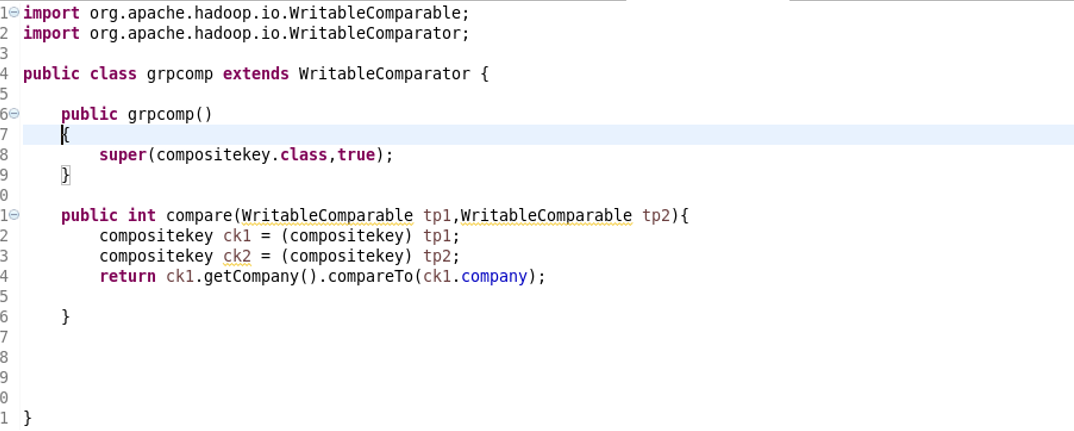 1 import org.apache.hadoop.io.WritableComparable;
2 import org.apache.hadoop.io.WritableComparator;
3
4 public class grpcomp extends WritableComparator {
5
6 public grpcomp()
7 {
8 super(compositekey.class,true);
9 }
0
1 public int compare(WritableComparable tp1,WritableComparable tp2){
2 compositekey ck1 = (compositekey) tp1;
3 compositekey ck2 = (compositekey) tp2;
4 return ck1.getCompany().compareTo(ck1.company);
5
6 }
7
8
9
0
1 }